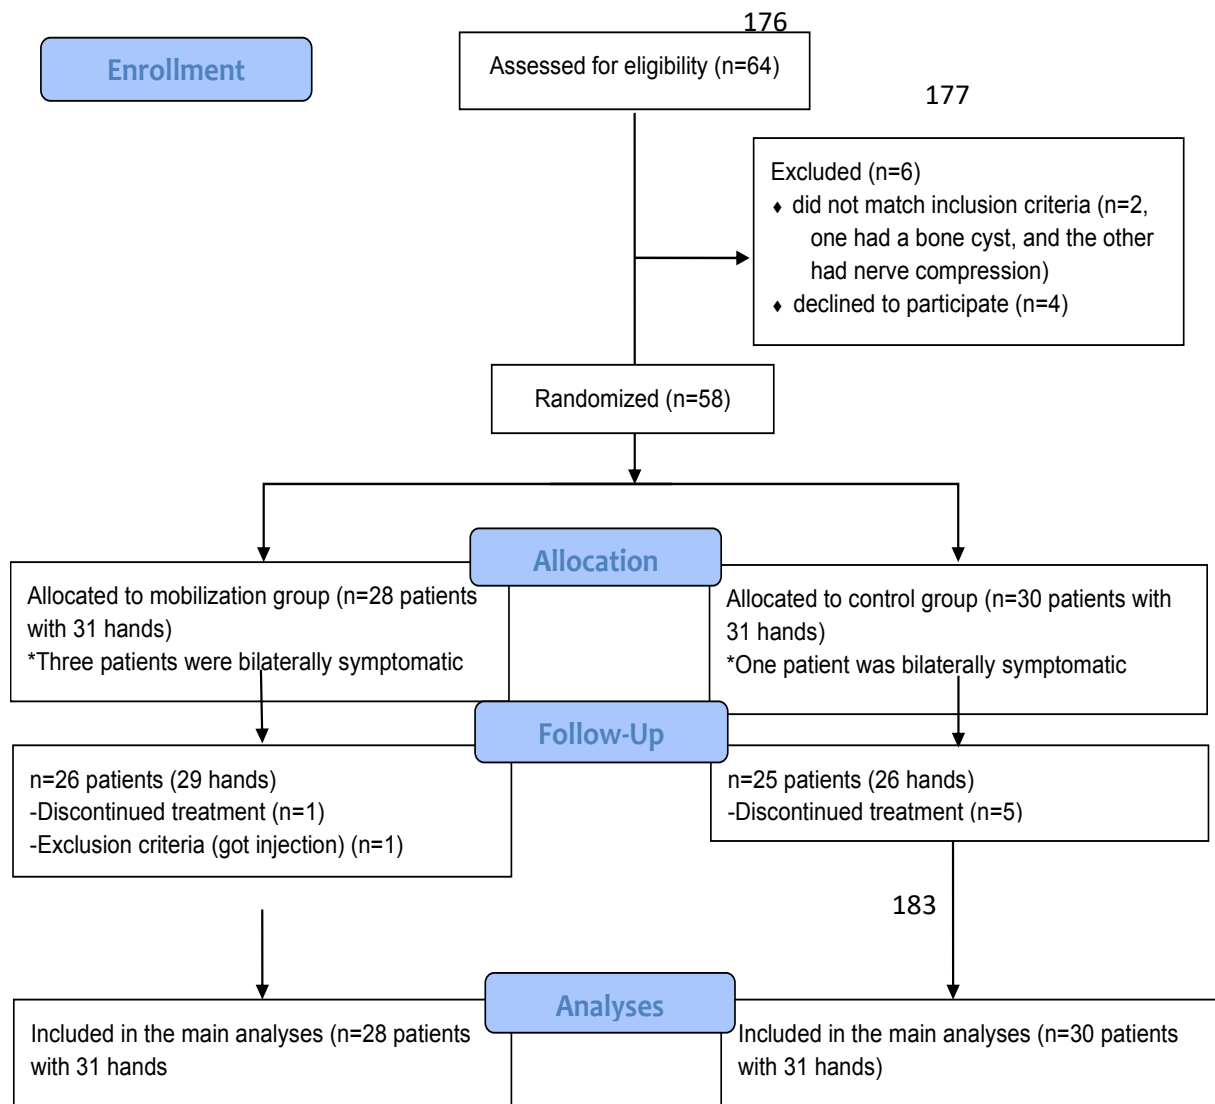 176
Enrollment
Assessed for eligibility (n=64)
177
Excluded (n=6)
♦ did not match inclusion criteria (n=2,
one had a bone cyst, and the other
had nerve compression)
♦ declined to participate (n=4)
Randomized (n=58)
Allocation
Allocated to mobilization group (n=28 patients
with 31 hands)
*Three patients were bilaterally symptomatic
Allocated to control group (n=30 patients with
31 hands)
*One patient was bilaterally symptomatic
Follow-Up
n=26 patients (29 hands)
-Discontinued treatment (n=1)
-Exclusion criteria (got injection) (n=1)
n=25 patients (26 hands)
-Discontinued treatment (n=5)
183
Analyses
Included in the main analyses (n=28 patients
with 31 hands
Included in the main analyses (n=30 patients
with 31 hands)